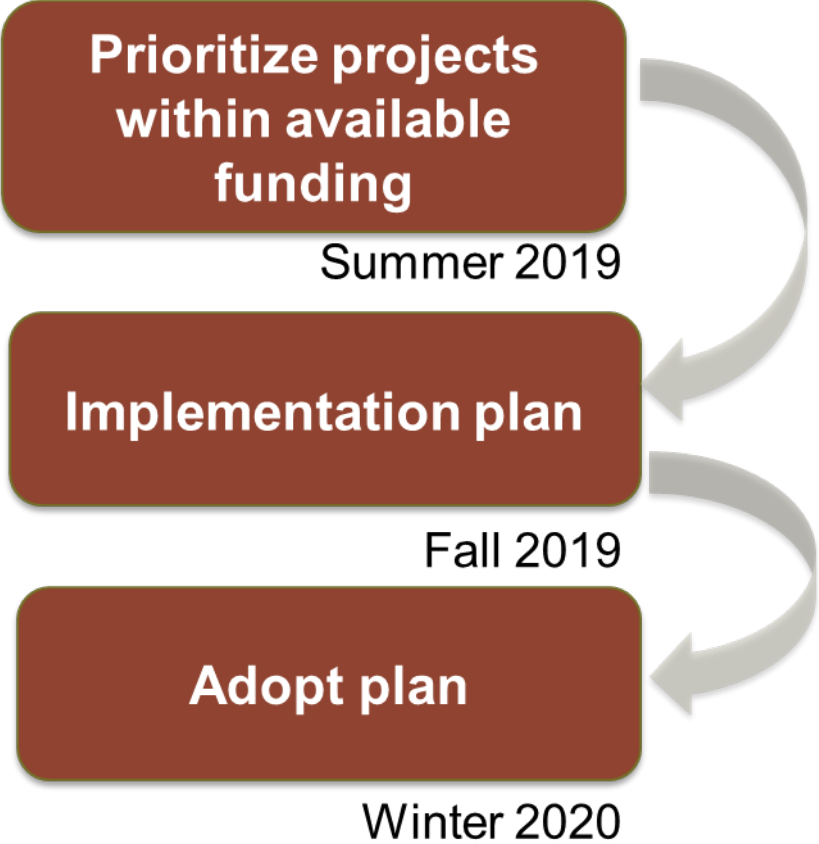 Prioritize projects
within available
funding
Summer 2019
Implementation plan
Fall 2019
Adopt plan
Winter 2020